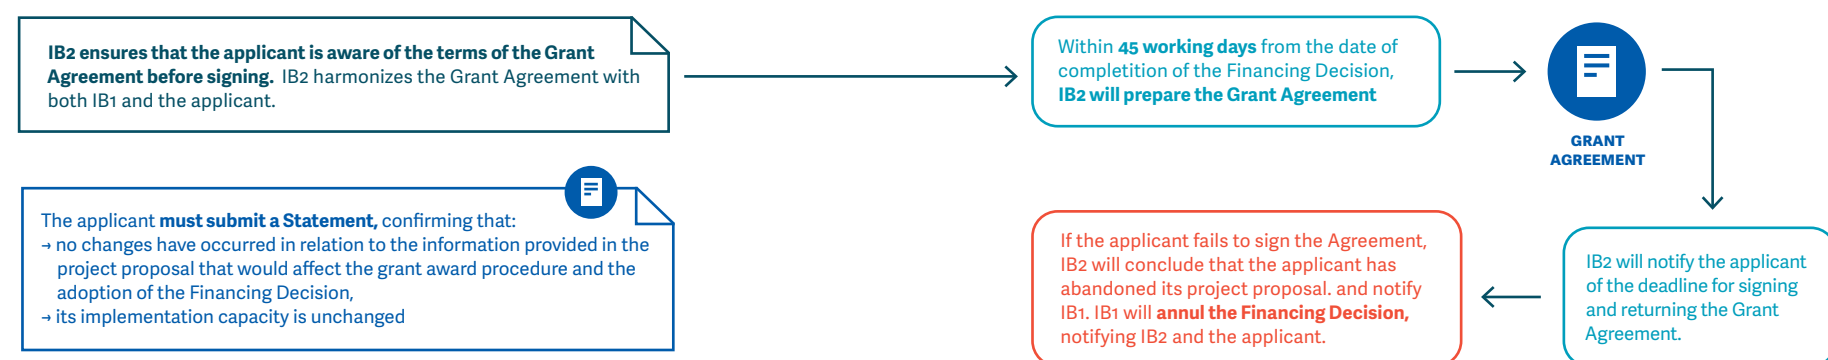 IB2 ensures that the applicant is aware of the terms of the Grant
Agreement before signing. IB2 harmonizes the Grant Agreement with
both IB1 and the applicant.
Within 45 working days from the date of
completition of the Financing Decision,
IB2 will prepare the Grant Agreement
GRANT
AGREEMENT
The applicant must submit a Statement, confirming that:
→ no changes have occurred in relation to the information provided in the
project proposal that would affect the grant award procedure and the
adoption of the Financing Decision,
→ its implementation capacity is unchanged
IB2 will notify the applicant
of the deadline for signing
and returning the Grant
Agreement.
If the applicant fails to sign the Agreement,
IB2 will conclude that the applicant has
abandoned its project proposal. and notify
IB1. IB1 will annul the Financing Decision,
notifying IB2 and the applicant.